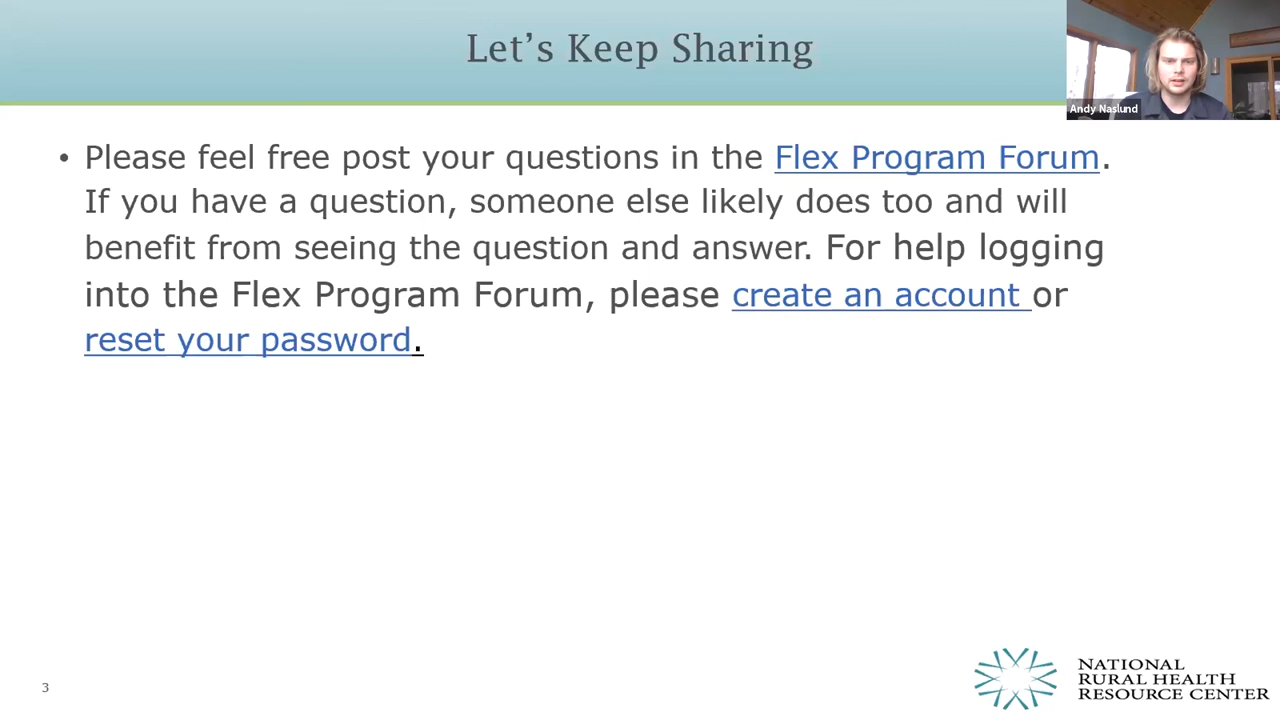 Let's Keep Sharing
Andy Naslund
• Please feel free post your questions in the Flex Program Forum.
If you have a question, someone else likely does too and will
benefit from seeing the question and answer. For help logging
into the Flex Program Forum, please create an account or
reset your password.
3
NATIONAL
RURAL HEALTH
RESOURCE CENTER